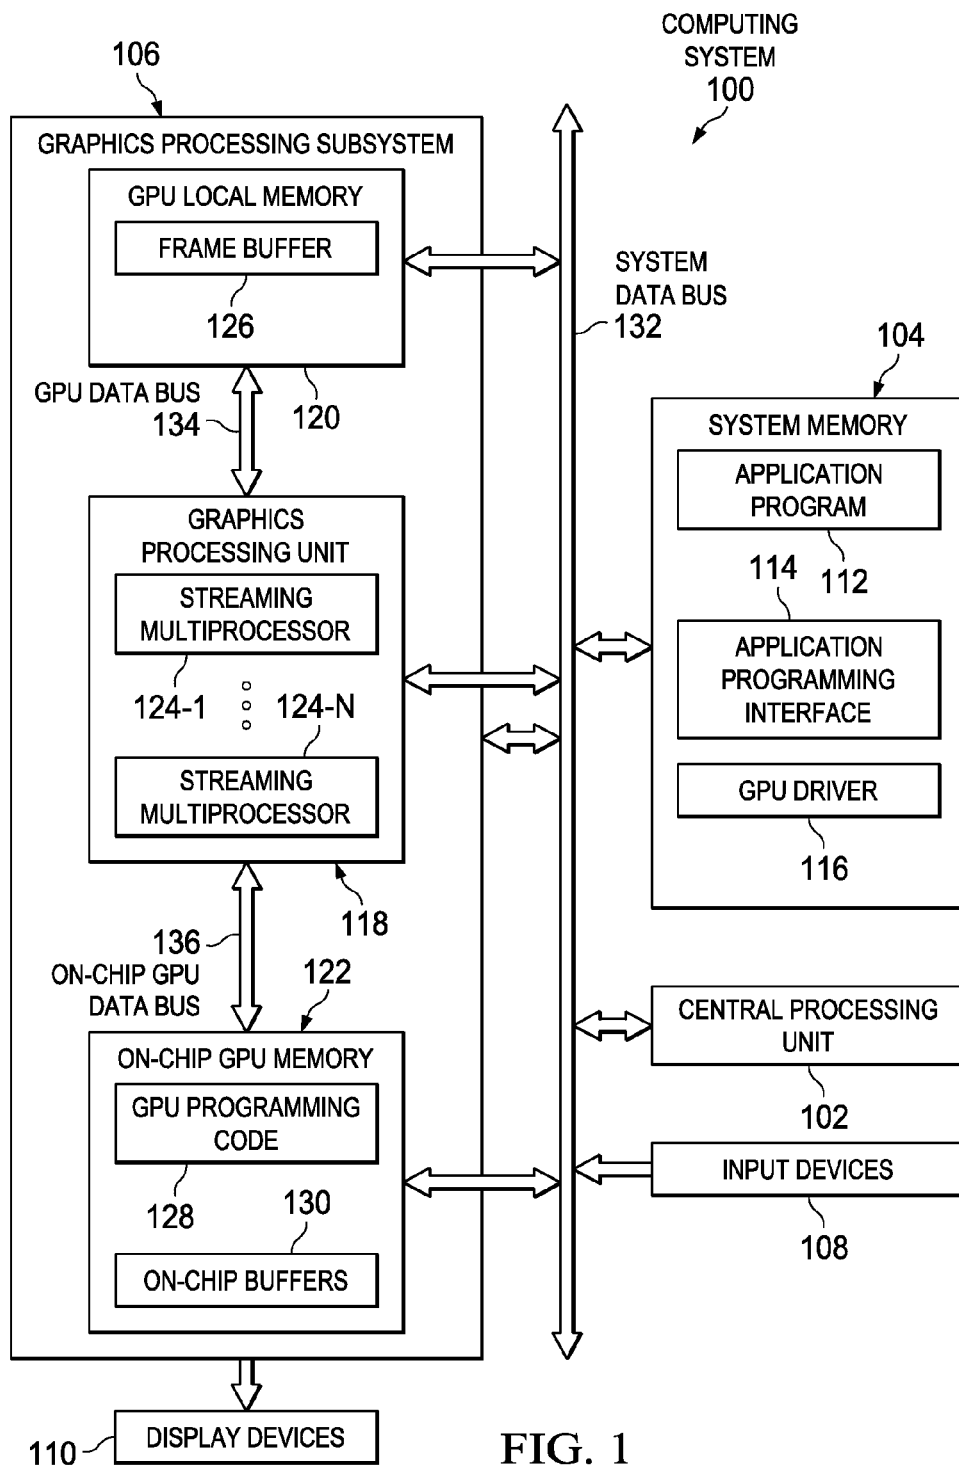 COMPUTING
SYSTEM
100
106
GRAPHICS PROCESSING SUBSYSTEM
GPU LOCAL MEMORY
FRAME BUFFER
126
120
GPU DATA BUS
134
GRAPHICS
PROCESSING UNIT
STREAMING
MULTIPROCESSOR
124-1
124-N
STREAMING
MULTIPROCESSOR
118
136
ON-CHIP GPU
DATA BUS
122
ON-CHIP GPU MEMORY
GPU PROGRAMMING
CODE
128
130
ON-CHIP BUFFERS
110
DISPLAY DEVICES
SYSTEM
DATA BUS
132
104
SYSTEM MEMORY
APPLICATION
PROGRAM
112
114
APPLICATION
PROGRAMMING
INTERFACE
GPU DRIVER
116
CENTRAL PROCESSING
UNIT
102
INPUT DEVICES
108
FIG. 1